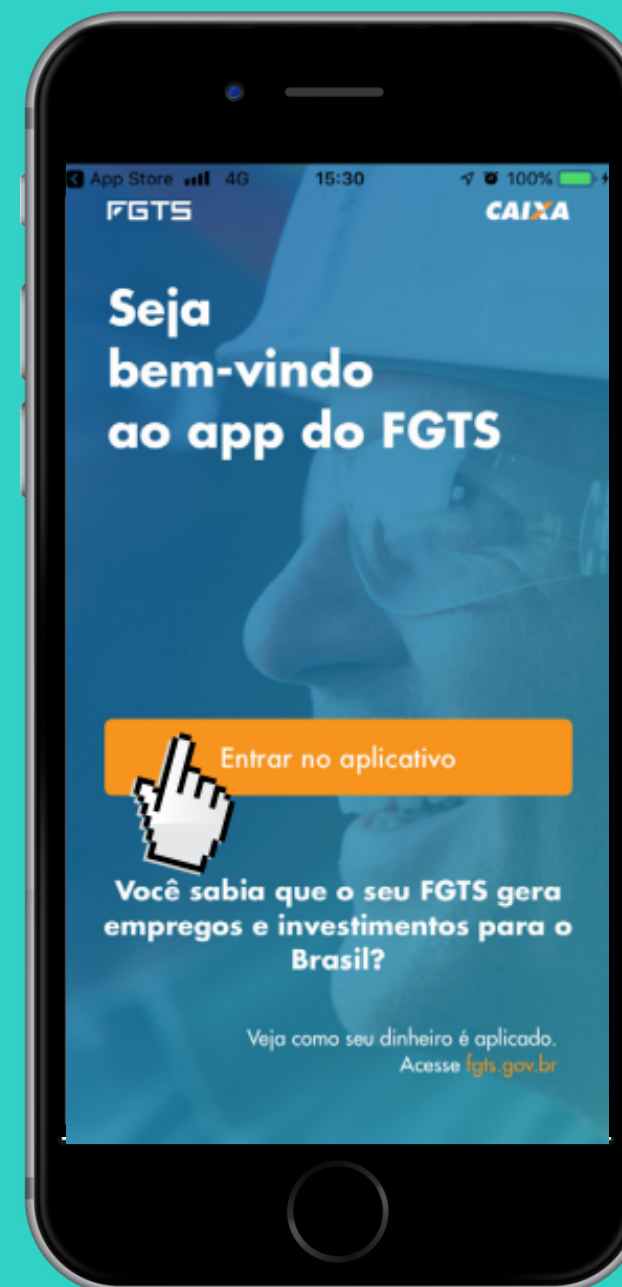 App Store 4G 15:30 100%
FGTS CAIXA
Seja
bem-vindo
ao app do FGTS
Entrar no aplicativo
Você sabia que o seu FGTS gera
empregos e investimentos para o
Brasil?
Veja como seu dinheiro é aplicado.
Acesse fgts.gov.br